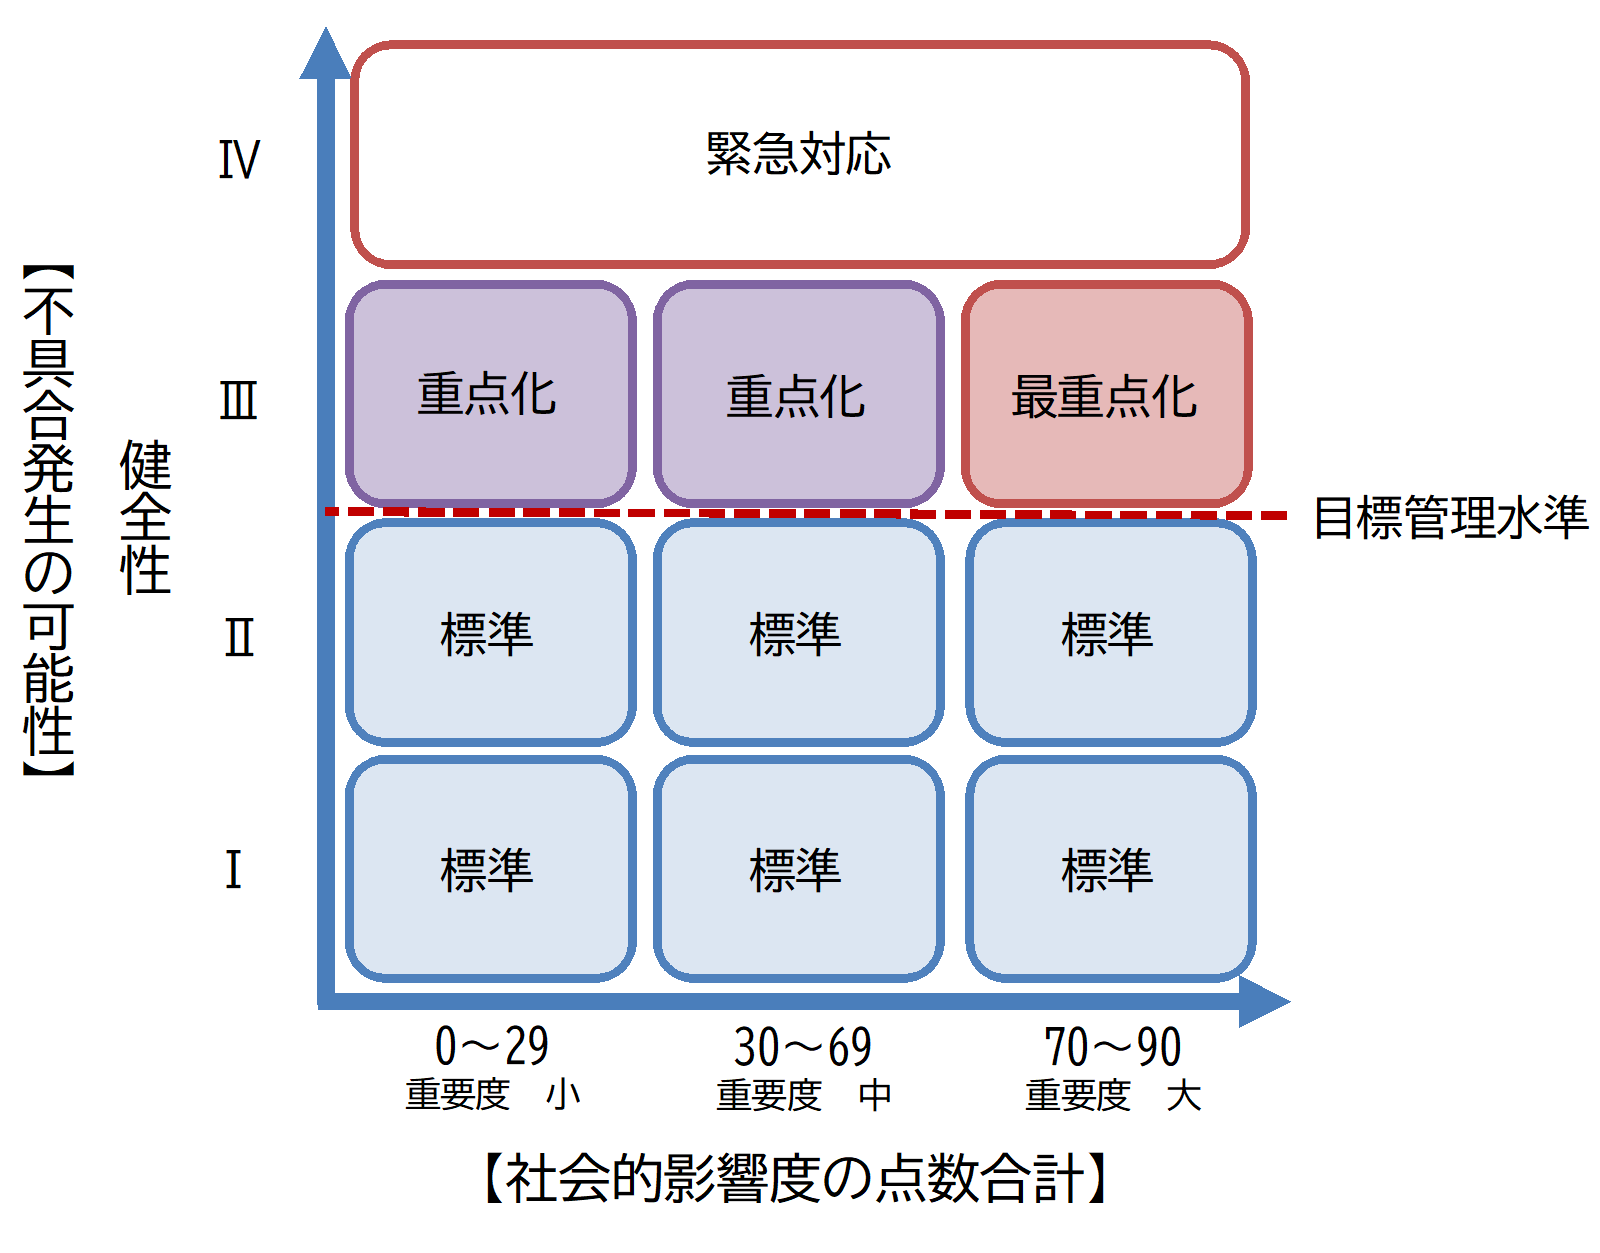 緊急対応
Ⅳ
重点化
重点化
最重点化
Ⅲ
目標管理水準
【不具合発生の可能性】
健全性
標準
標準
標準
Ⅱ
標準
標準
標準
Ⅰ
0～29
30～69
70～90
重要度　小
重要度　中
重要度　大
【社会的影響度の点数合計】